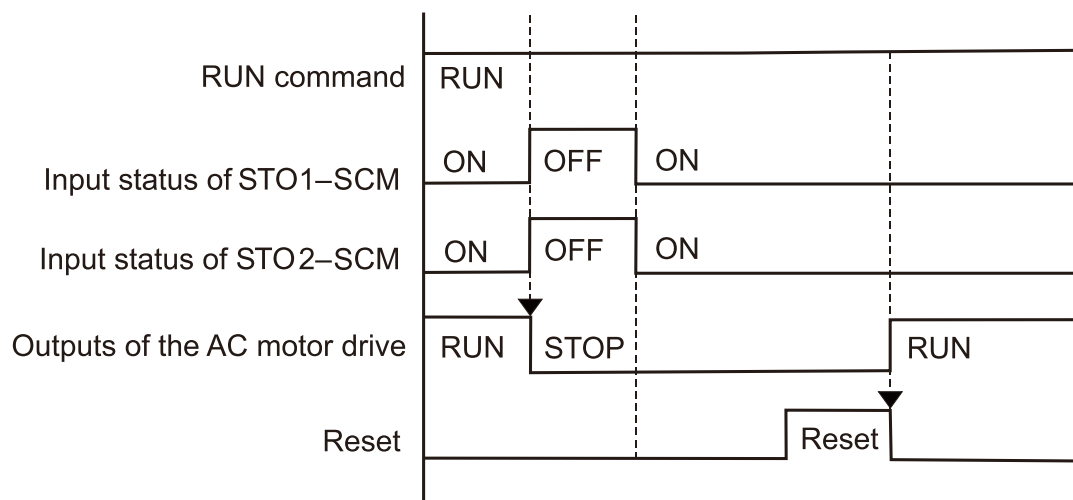 RUN command RUN
Input status of STO1–SCM ON OFF ON
Input status of STO2–SCM ON OFF ON
Outputs of the AC motor drive RUN STOP RUN
Reset Reset